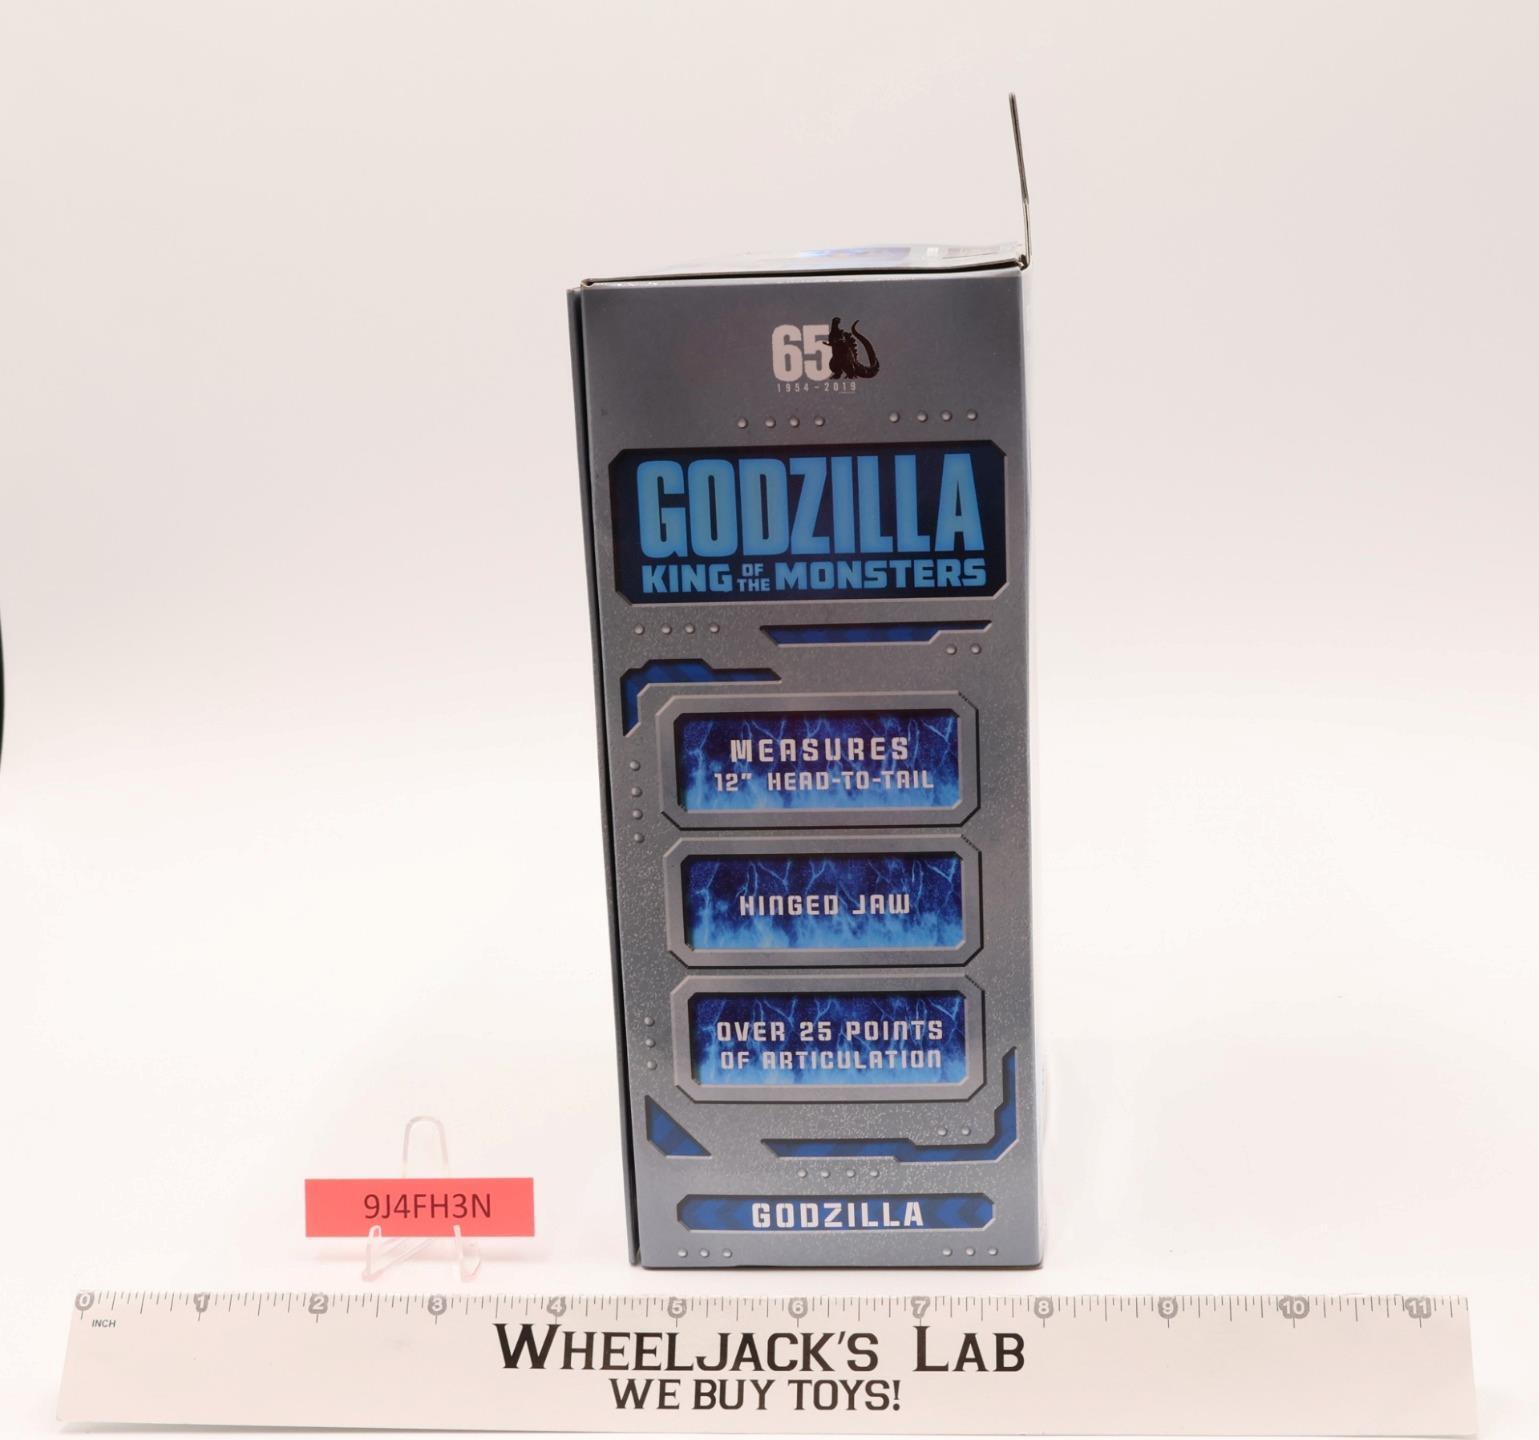 65
1954-2019
GODZILLA
KING OF THE MONSTERS
MEASURES
12" HEAD-TO-TAIL
HINGED JAW
OVER 25 POINTS
OF ARTICULATION
GODZILLA
9J4FH3N
0 1 2 3 4 5 6 7 8 9 10 11
INCH
WHEELJACK'S LAB
WE BUY TOYS!